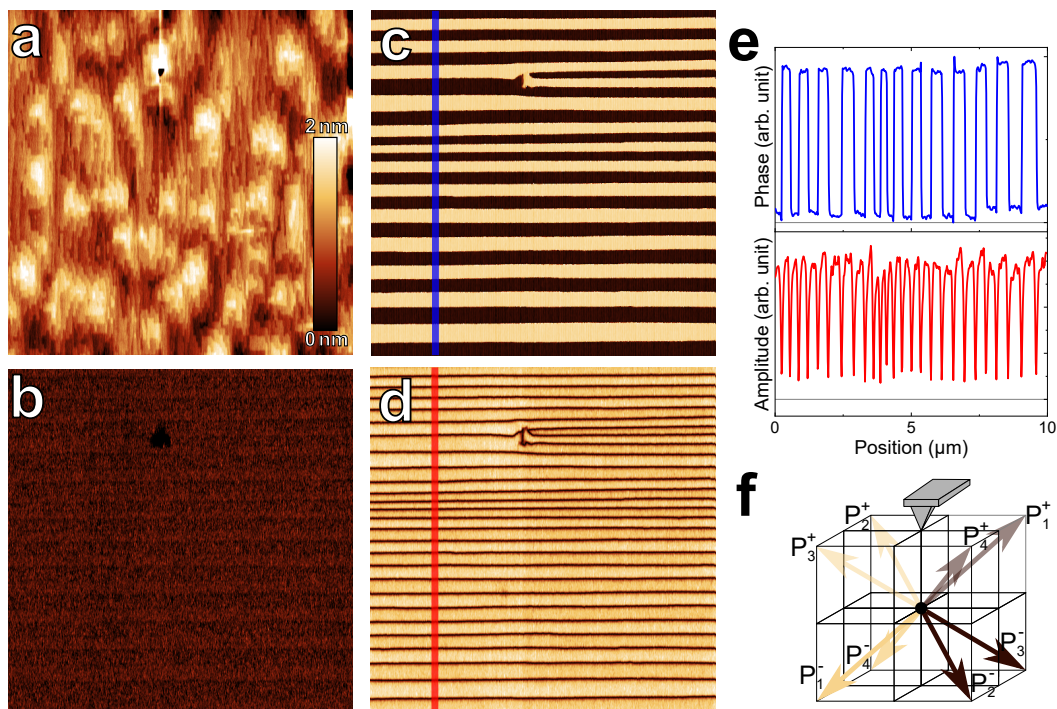 a
2 nm
0 nm
b
c
d
e
Phase (arb. unit)
Amplitude (arb. unit)
0
5
10
Position (µm)
f
P₂⁺
P₁⁺
P₃⁺
P₄⁺
P₃⁻
P₄⁻
P₁⁻
P₂⁻